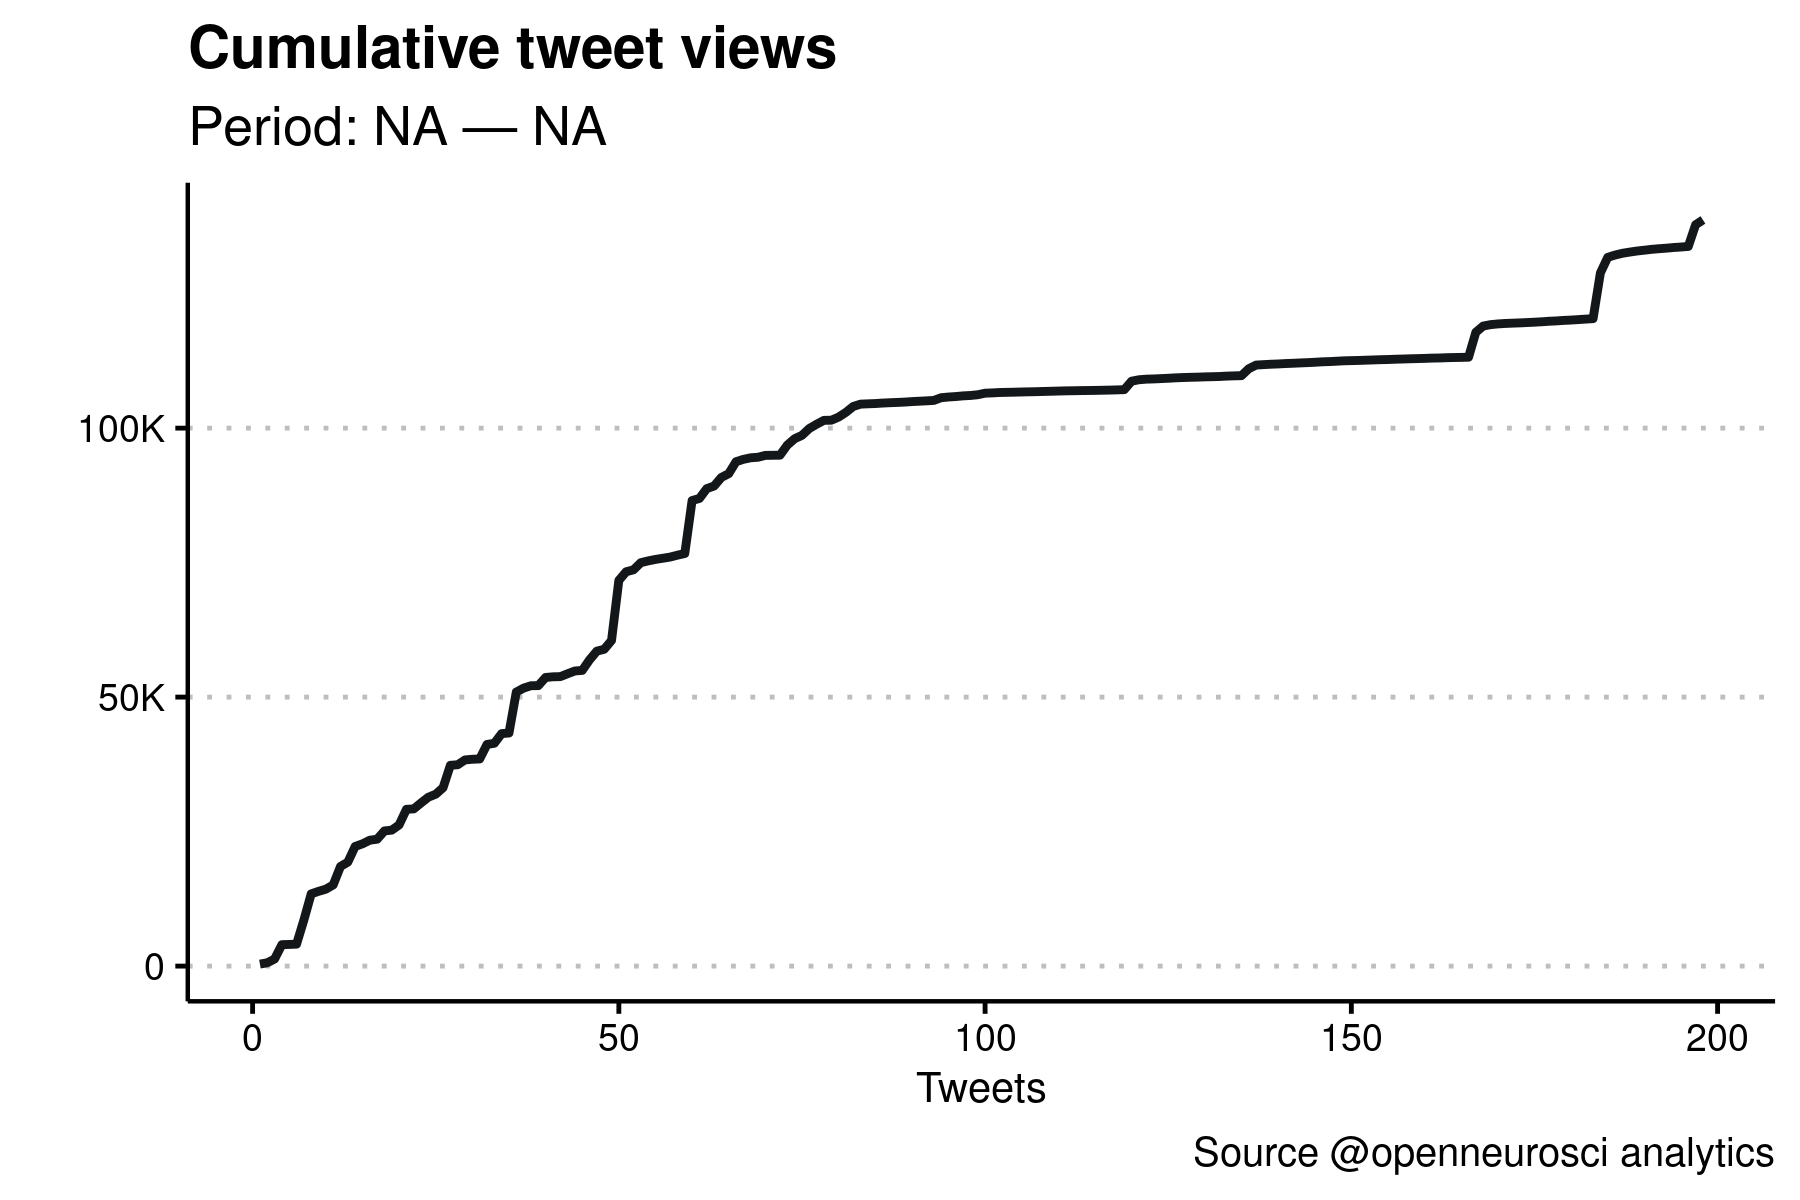 Cumulative tweet views
Period: NA — NA
100K
50K
0
0 50 100 150 200
Tweets
Source @openneurosci analytics